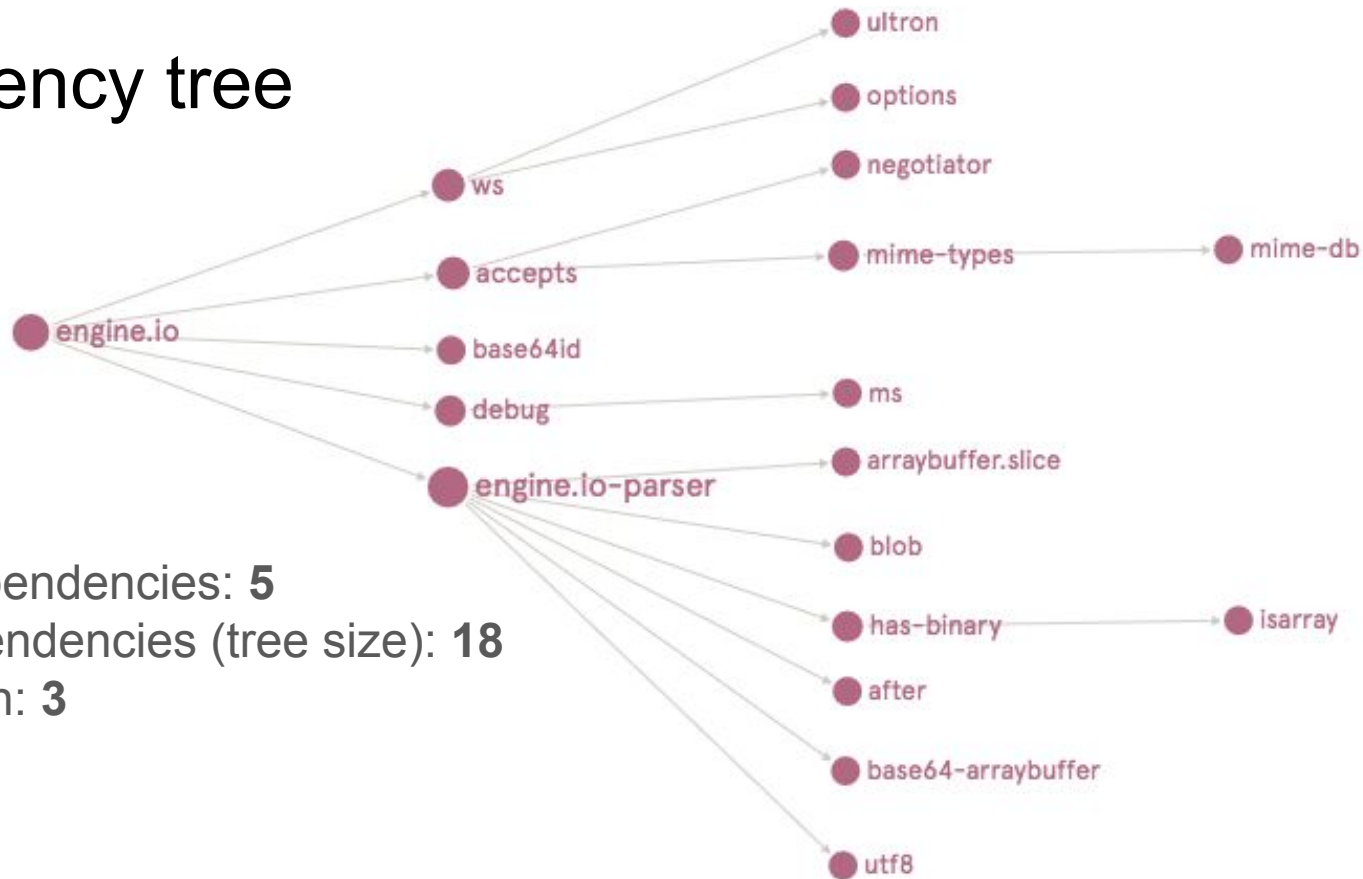 ency tree
ultron
options
negotiator
ws
accepts
mime-types
mime-db
engine.io
base64id
debug
ms
engine.io-parser
arraybuffer.slice
blob
has-binary
isarray
after
base64-arraybuffer
utf8
pendencies: 5
endencies (tree size): 18
n: 3